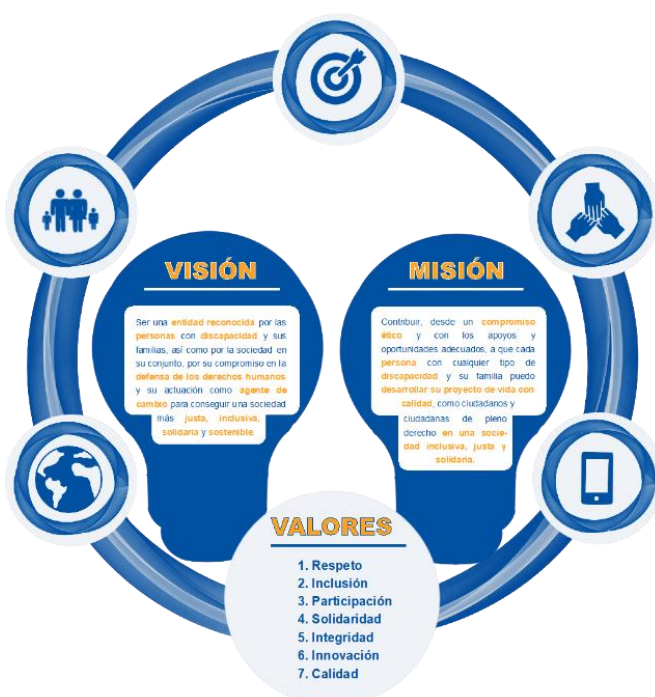 VISIÓN
Ser una entidad reconocida por las
personas con discapacidad y sus
familias, así como por la sociedad en
su conjunto, por su compromiso en la
defensa de los derechos humanos
y su actuación como agente de
cambio para conseguir una sociedad
más justa, inclusiva,
solidaria y sostenible.
MISIÓN
Contribuir, desde un compromiso
ético y con los apoyos y
oportunidades adecuados, a que cada
persona con cualquier tipo de
discapacidad y su familia puedo
desarrollar su proyecto de vida con
calidad, como ciudadanos y
ciudadanas de pleno
derecho en una socie-
dad inclusiva, justa y
solidaria.
VALORES
1. Respeto
2. Inclusión
3. Participación
4. Solidaridad
5. Integridad
6. Innovación
7. Calidad